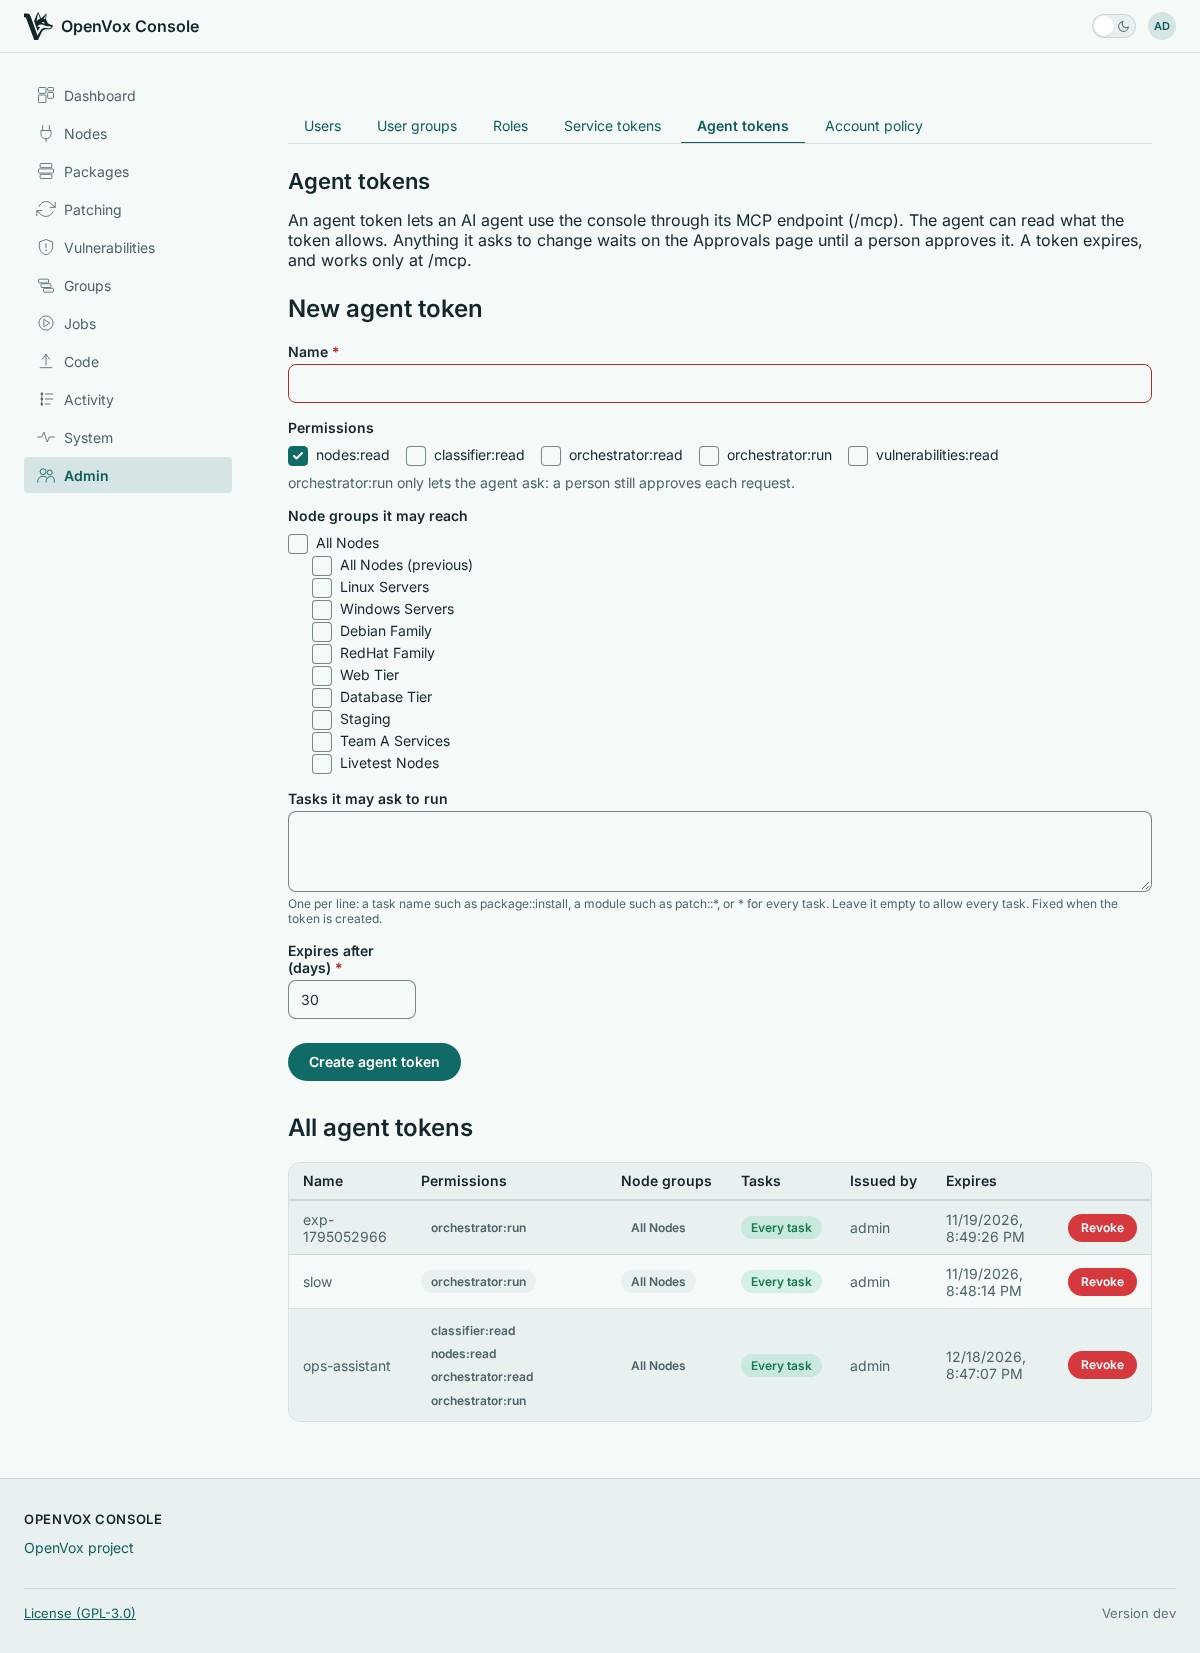 OpenVox Console
AD
Dashboard
Nodes
Packages
Patching
Vulnerabilities
Groups
Jobs
Code
Activity
System
Admin
Users
User groups
Roles
Service tokens
Agent tokens
Account policy
Agent tokens
An agent token lets an AI agent use the console through its MCP endpoint (/mcp). The agent can read what the
token allows. Anything it asks to change waits on the Approvals page until a person approves it. A token expires,
and works only at /mcp.
New agent token
Name *
Permissions
nodes:read
classifier:read
orchestrator:read
orchestrator:run
vulnerabilities:read
orchestrator:run only lets the agent ask: a person still approves each request.
Node groups it may reach
All Nodes
All Nodes (previous)
Linux Servers
Windows Servers
Debian Family
RedHat Family
Web Tier
Database Tier
Staging
Team A Services
Livetest Nodes
Tasks it may ask to run
One per line: a task name such as package::install, a module such as patch::*, or * for every task. Leave it empty to allow every task. Fixed when the
token is created.
Expires after
(days) *
30
Create agent token
All agent tokens
Name Permissions Node groups Tasks Issued by Expires
exp-
1795052966
orchestrator:run
All Nodes
Every task
admin
11/19/2026,
8:49:26 PM
Revoke
slow
orchestrator:run
All Nodes
Every task
admin
11/19/2026,
8:48:14 PM
Revoke
ops-assistant
classifier:read
nodes:read
orchestrator:read
orchestrator:run
All Nodes
Every task
admin
12/18/2026,
8:47:07 PM
Revoke
OPENVOX CONSOLE
OpenVox project
License (GPL-3.0)
Version dev